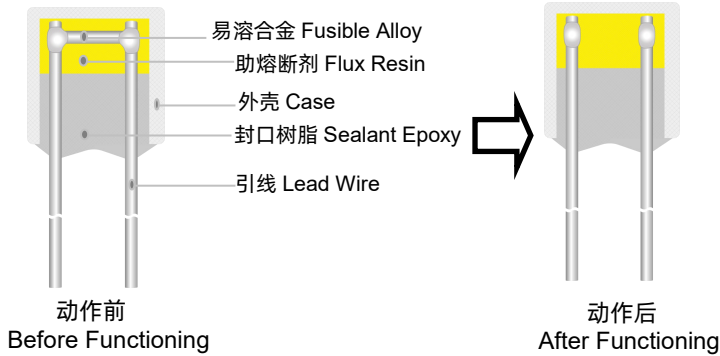 易溶合金 Fusible Alloy
助熔断剂 Flux Resin
外壳 Case
封口树脂 Sealant Epoxy
引线 Lead Wire
动作前
Before Functioning
动作后
After Functioning